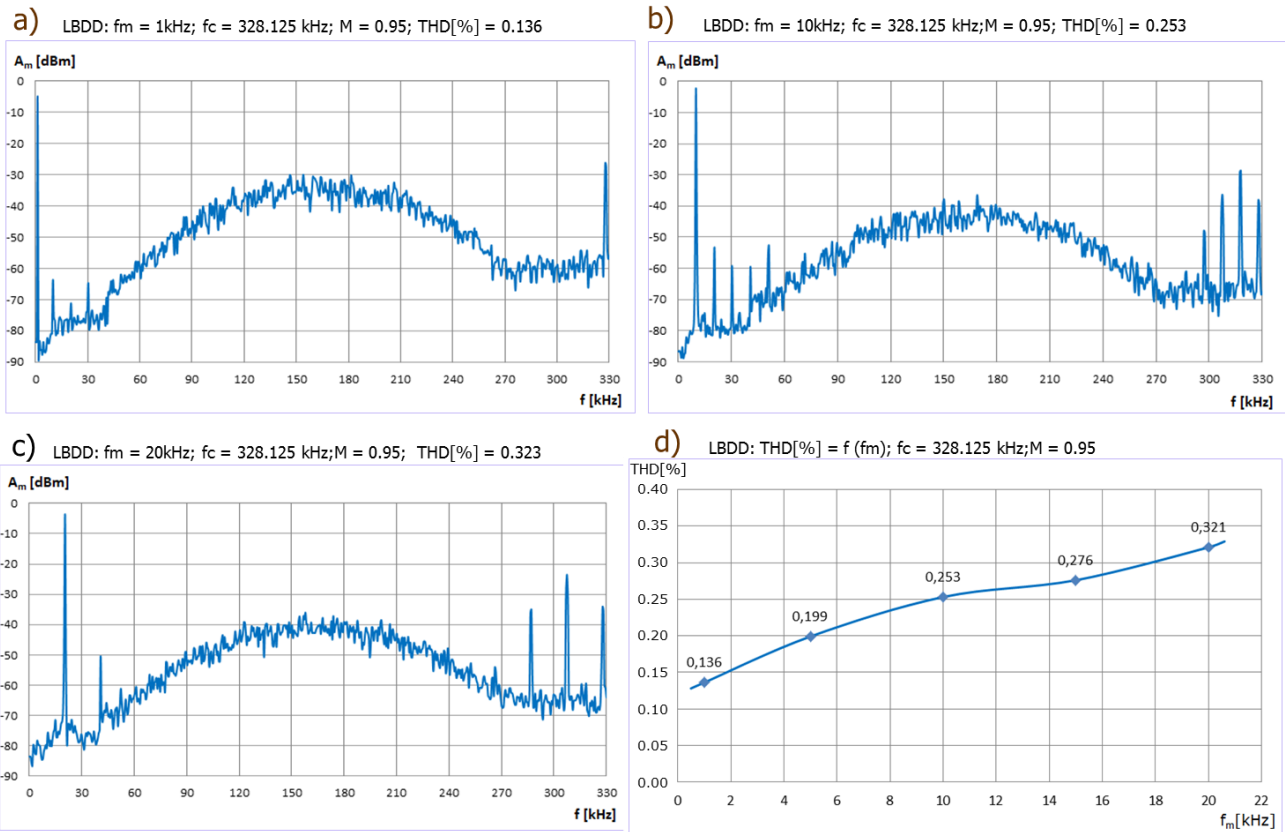 a) LBDD: fm = 1kHz; fc = 328.125 kHz; M = 0.95; THD[%] = 0.136
Am [dBm]
0
-10
-20
-30
-40
-50
-60
-70
-80
-90
0 30 60 90 120 150 180 210 240 270 300 330
f [kHz]
b) LBDD: fm = 10kHz; fc = 328.125 kHz;M = 0.95; THD[%] = 0.253
Am [dBm]
0
-10
-20
-30
-40
-50
-60
-70
-80
-90
0 30 60 90 120 150 180 210 240 270 300 330
f [kHz]
c) LBDD: fm = 20kHz; fc = 328.125 kHz;M = 0.95; THD[%] = 0.323
Am [dBm]
0
-10
-20
-30
-40
-50
-60
-70
-80
-90
0 30 60 90 120 150 180 210 240 270 300 330
f [kHz]
d) LBDD: THD[%] = f (fm); fc = 328.125 kHz;M = 0.95
THD[%]
0.40
0.35
0.30
0.25
0.20
0.15
0.10
0.05
0.00
0,136
0,199
0,253
0,276
0,321
0 2 4 6 8 10 12 14 16 18 20 22
fm[kHz]